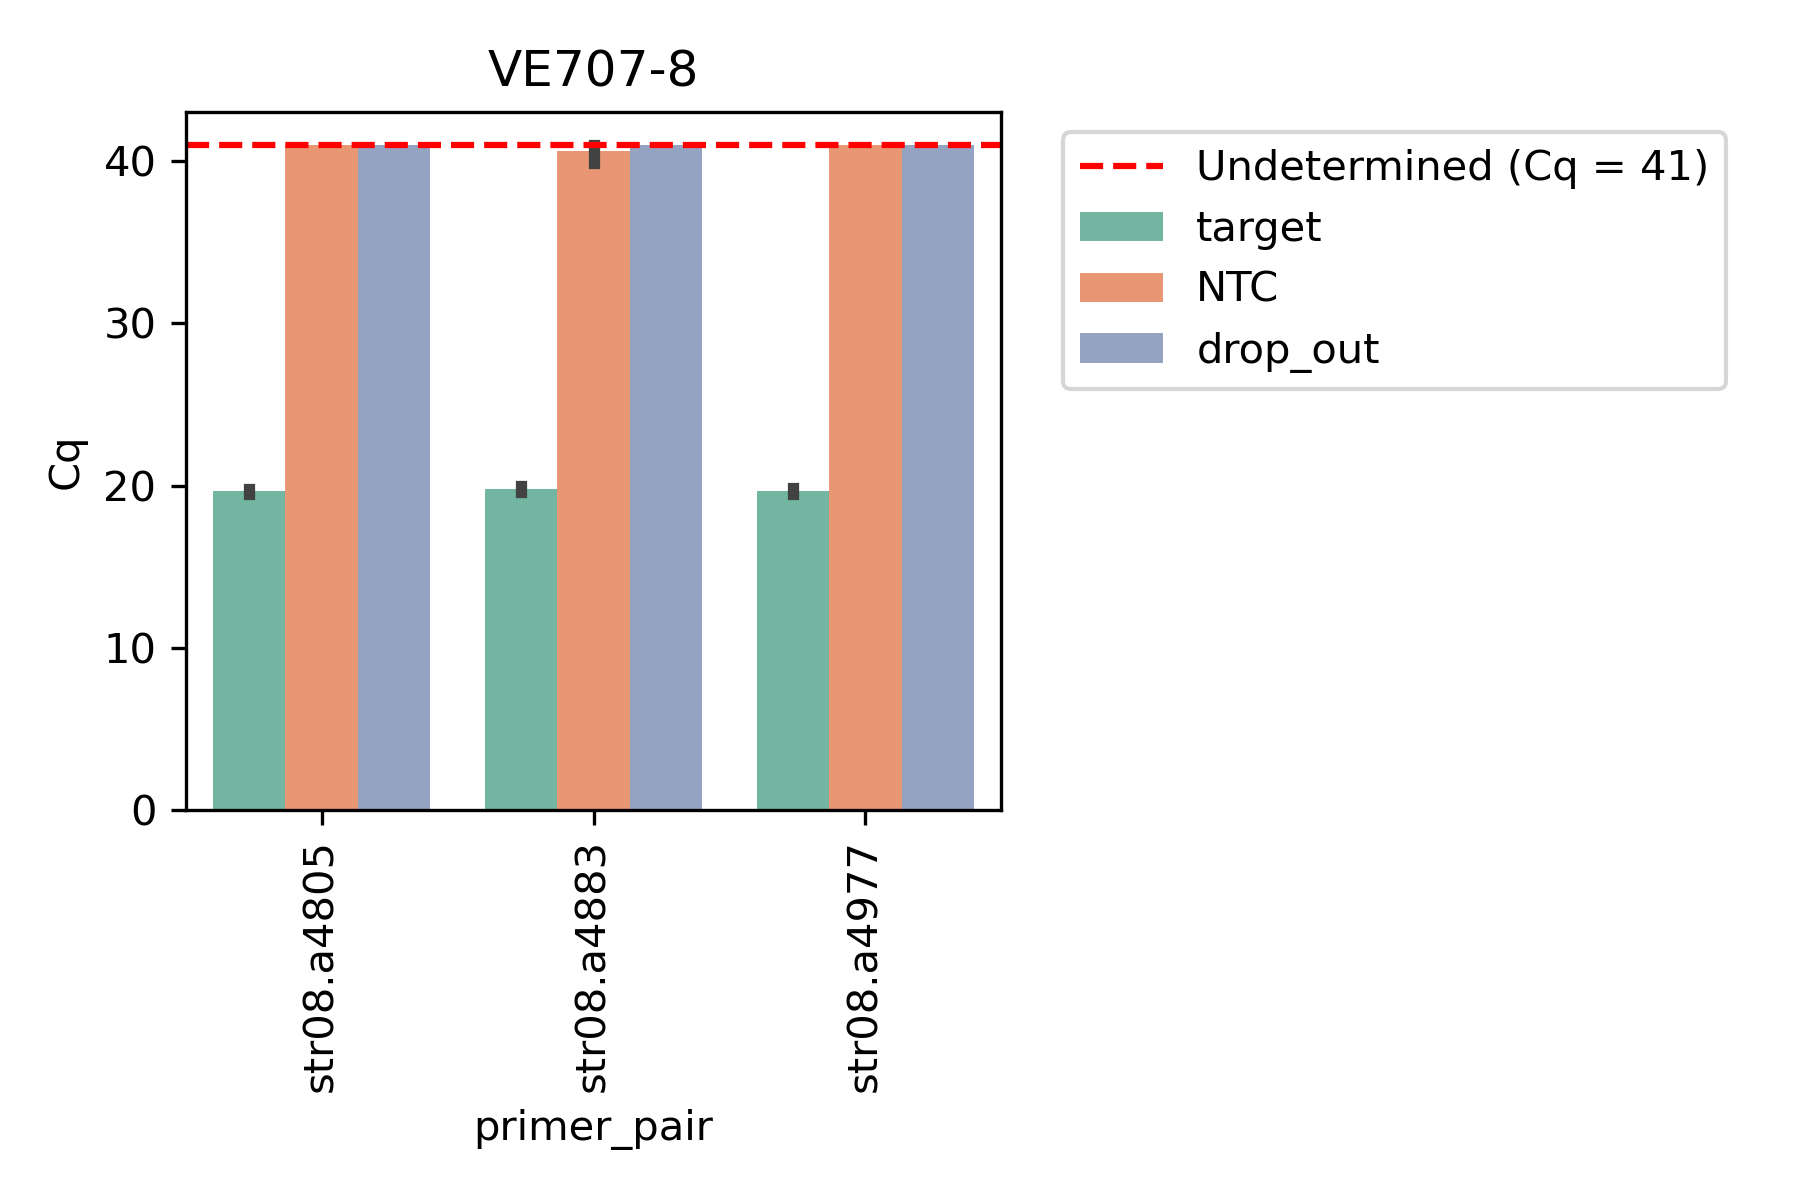 VE707-8
Cq
40
30
20
10
0
str08.a4805
str08.a4883
str08.a4977
primer_pair
Undetermined (Cq = 41)
target
NTC
drop_out